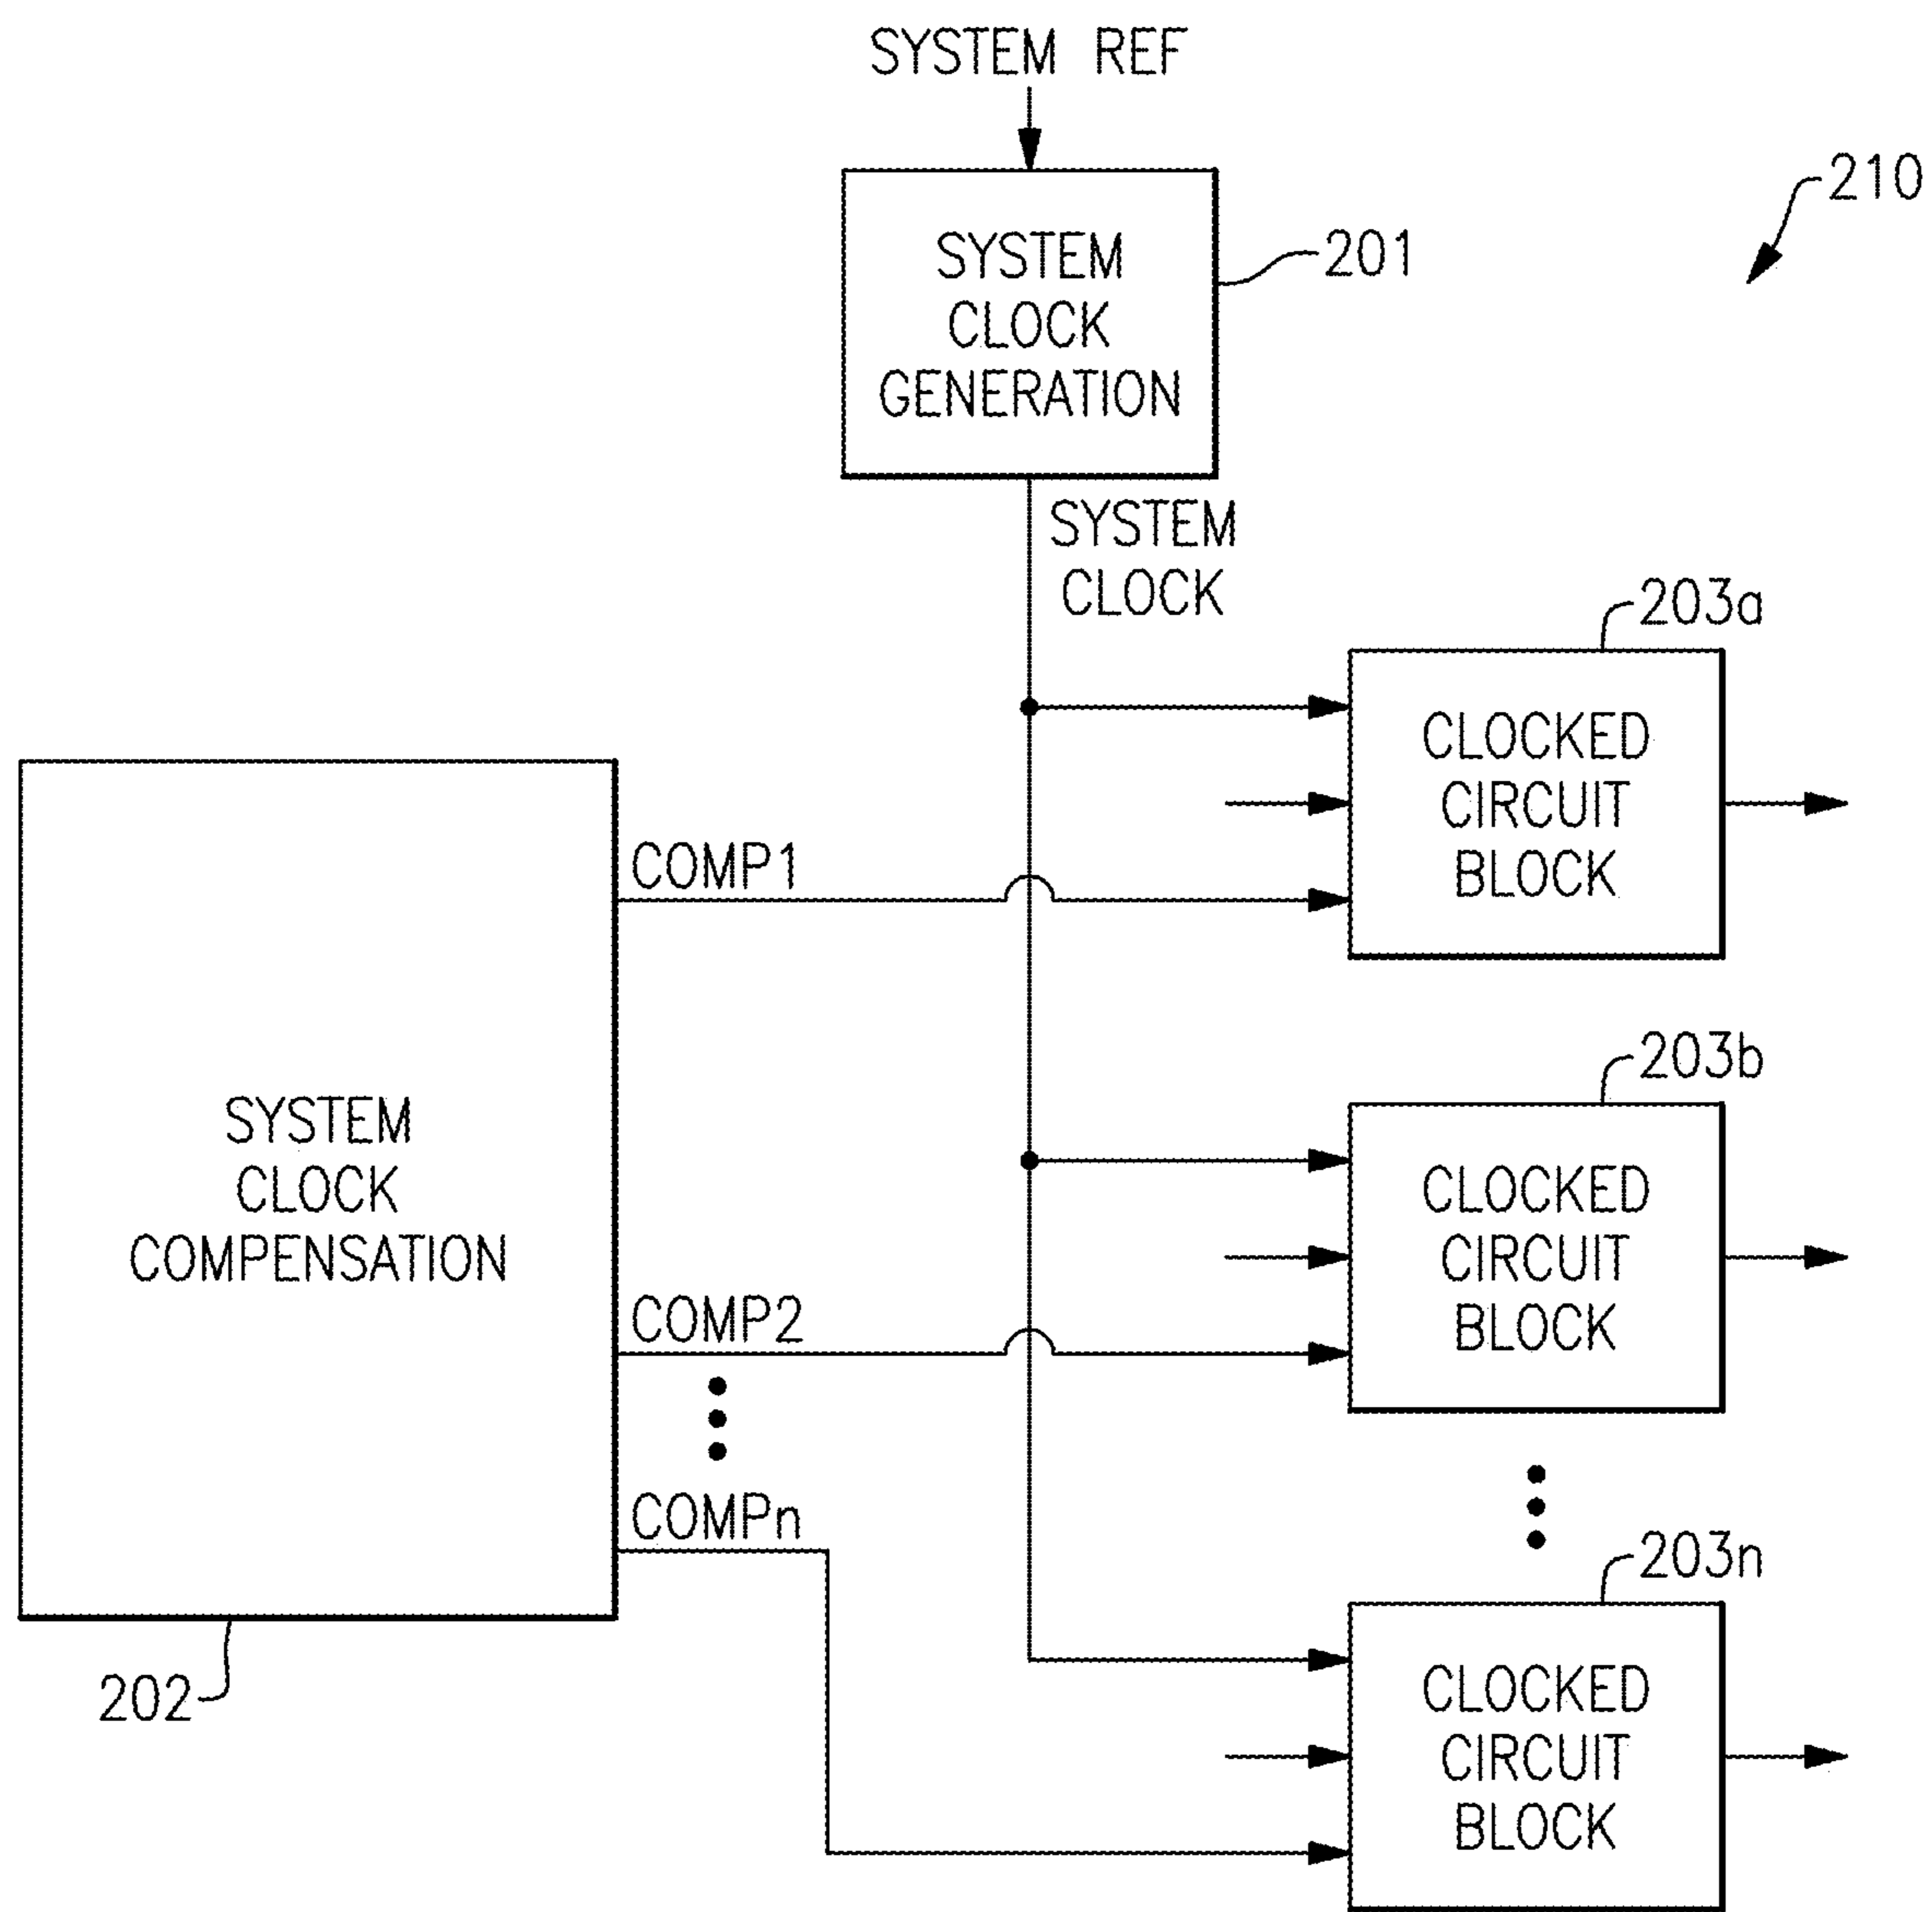 SYSTEM REF
210
SYSTEM
CLOCK
GENERATION
201
SYSTEM
CLOCK
203a
CLOCKED
CIRCUIT
BLOCK
COMP1
SYSTEM
CLOCK
COMPENSATION
203b
CLOCKED
CIRCUIT
BLOCK
COMP2
COMPn
203n
CLOCKED
CIRCUIT
BLOCK
202